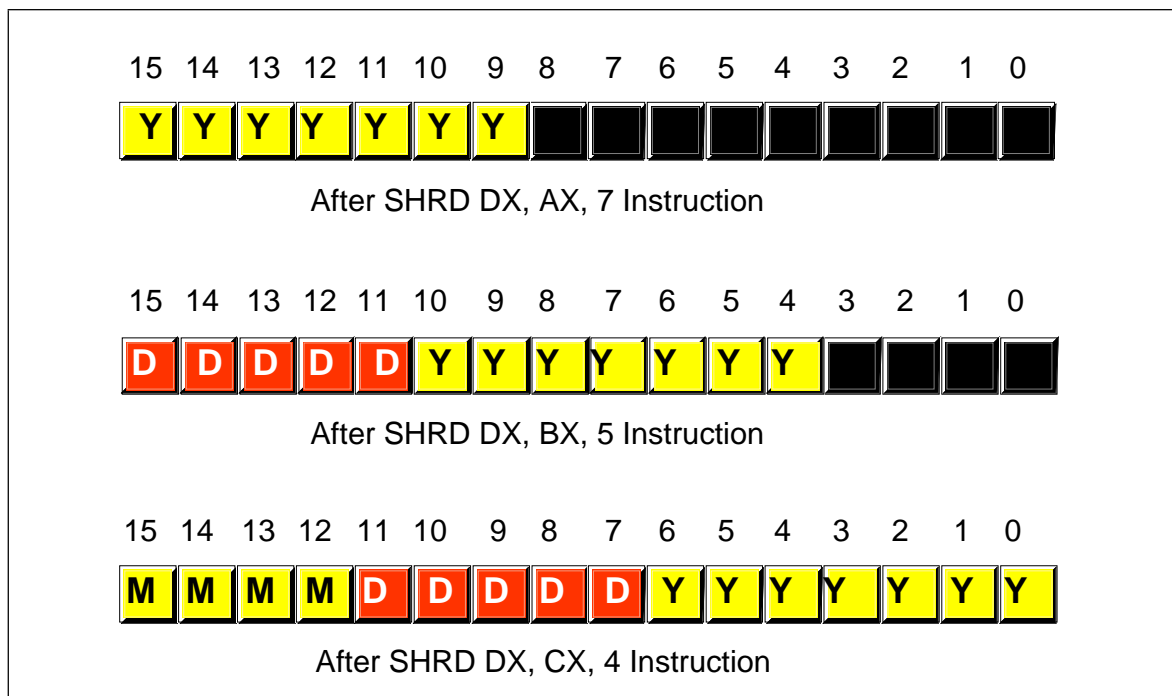 15 14 13 12 11 10 9 8 7 6 5 4 3 2 1 0
Y Y Y Y Y Y Y
After SHRD DX, AX, 7 Instruction
15 14 13 12 11 10 9 8 7 6 5 4 3 2 1 0
D D D D D Y Y Y Y Y Y Y
After SHRD DX, BX, 5 Instruction
15 14 13 12 11 10 9 8 7 6 5 4 3 2 1 0
M M M M D D D D D Y Y Y Y Y Y Y
After SHRD DX, CX, 4 Instruction